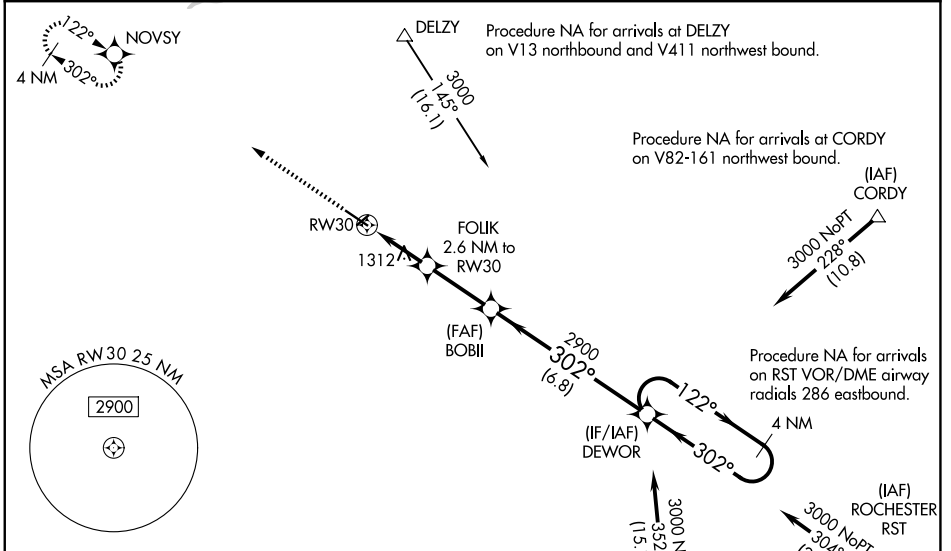 122°
NOVSY
4 NM
302°
DELZY
3000
145°
(16.1)
Procedure NA for arrivals at DELZY
on V13 northbound and V411 northwest bound.
Procedure NA for arrivals at CORDY
on V82-161 northwest bound.
(IAF)
CORDY
3000 NoPT
228°
(10.8)
RW30
1312
FOLIK
2.6 NM to
RW30
(FAF)
BOBII
2900
302°
(6.8)
MSA RW30 25 NM
2900
Procedure NA for arrivals
on RST VOR/DME airway
radials 286 eastbound.
122°
4 NM
302°
(IF/IAF)
DEWOR
3000 N
352
(15.
(IAF)
ROCHESTER
RST
3000 NoPT
304°